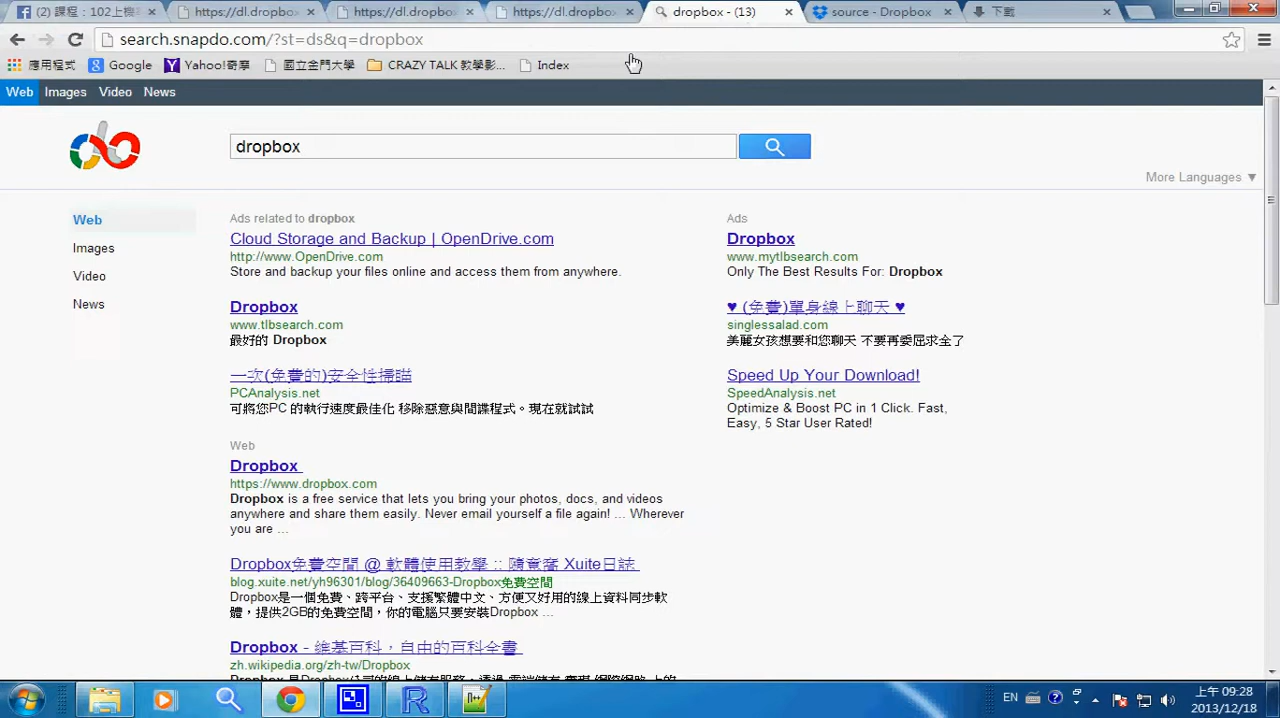 (2) 課程：102上機率
https://dl.dropbox
https://dl.dropbox
https://dl.dropbox
dropbox - (13)
source - Dropbox
下載
search.snapdo.com/?st=ds&q=dropbox
應用程式
Google
Yahoo!奇摩
國立金門大學
CRAZY TALK 教學影...
Index
Web Images Video News
dropbox
More Languages ▼
Web
Images
Video
News
Ads related to dropbox
Cloud Storage and Backup | OpenDrive.com
http://www.OpenDrive.com
Store and backup your files online and access them from anywhere.
Dropbox
www.tlbsearch.com
最好的 Dropbox
一次(免費的)安全性掃瞄
PCAnalysis.net
可將您PC 的執行速度最佳化 移除惡意與間諜程式。現在就試試
Ads
Dropbox
www.mytlbsearch.com
Only The Best Results For: Dropbox
♥ (免費)單身線上聊天 ♥
singlessalad.com
美麗女孩想要和您聊天 不要再委屈求全了
Speed Up Your Download!
SpeedAnalysis.net
Optimize & Boost PC in 1 Click. Fast,
Easy, 5 Star User Rated!
Web
Dropbox
https://www.dropbox.com
Dropbox is a free service that lets you bring your photos, docs, and videos
anywhere and share them easily. Never email yourself a file again! ... Wherever
you are ...
Dropbox免費空間 @ 軟體使用教學 :: 隨意窩 Xuite日誌
blog.xuite.net/yh96301/blog/36409663-Dropbox免費空間
Dropbox是一個免費、跨平台、支援繁體中文、方便又好用的線上資料同步軟
體，提供2GB的免費空間，你的電腦只要安裝Dropbox ...
Dropbox - 維基百科，自由的百科全書
zh.wikipedia.org/zh-tw/Dropbox
EN
上午 09:28
2013/12/18